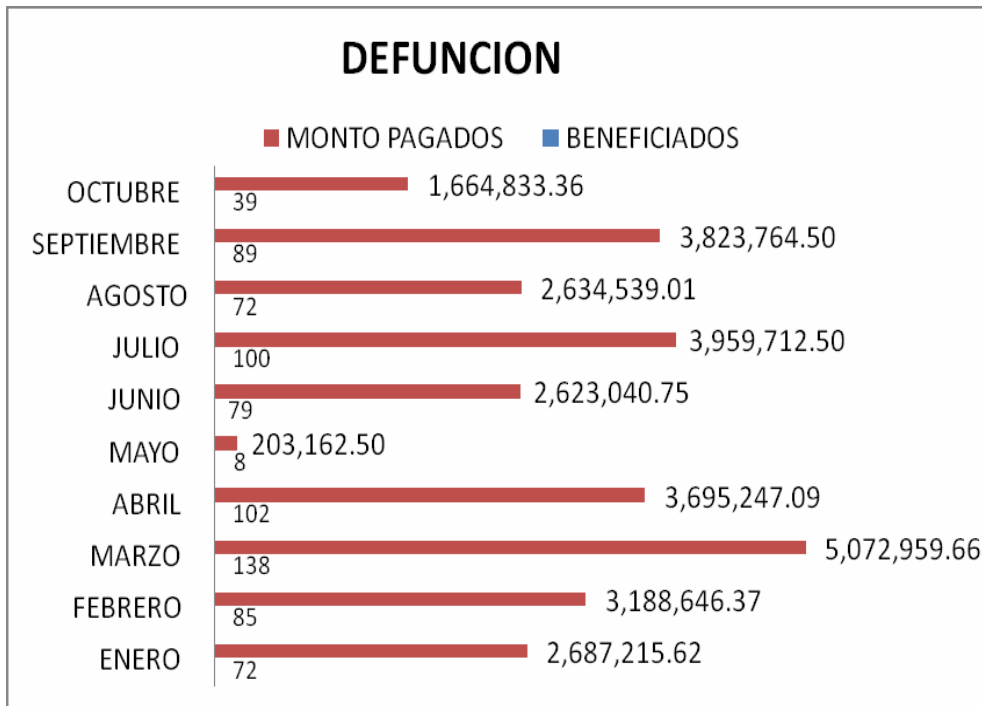 DEFUNCION
MONTO PAGADOS BENEFICIADOS
OCTUBRE 1,664,833.36
39
SEPTIEMBRE 3,823,764.50
89
AGOSTO 2,634,539.01
72
JULIO 3,959,712.50
100
JUNIO 2,623,040.75
79
MAYO 203,162.50
8
ABRIL 3,695,247.09
102
MARZO 5,072,959.66
138
FEBRERO 3,188,646.37
85
ENERO 2,687,215.62
72